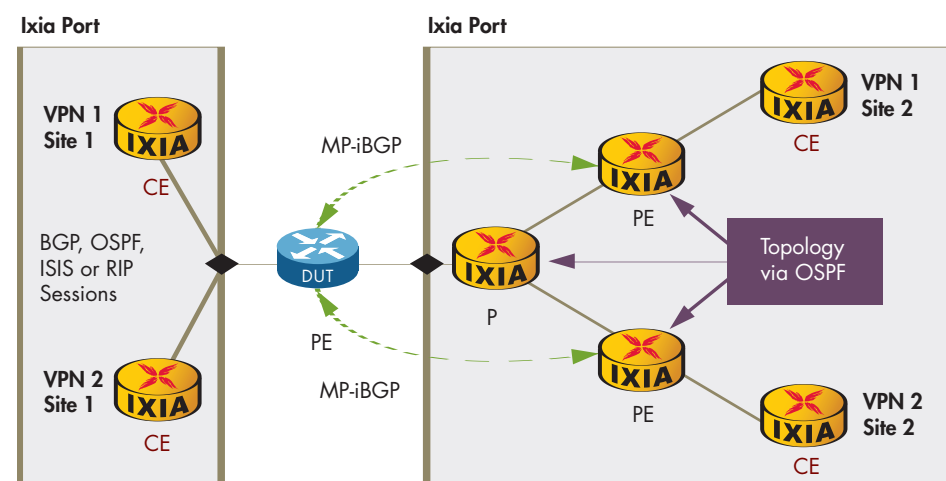 Ixia Port
Ixia Port
VPN 1
Site 1
IXIA
CE
BGP, OSPF,
ISIS or RIP
Sessions
VPN 2
Site 1
IXIA
CE
MP-iBGP
DUT
PE
MP-iBGP
IXIA
P
IXIA
PE
IXIA
PE
VPN 1
Site 2
IXIA
CE
Topology
via OSPF
VPN 2
Site 2
IXIA
CE